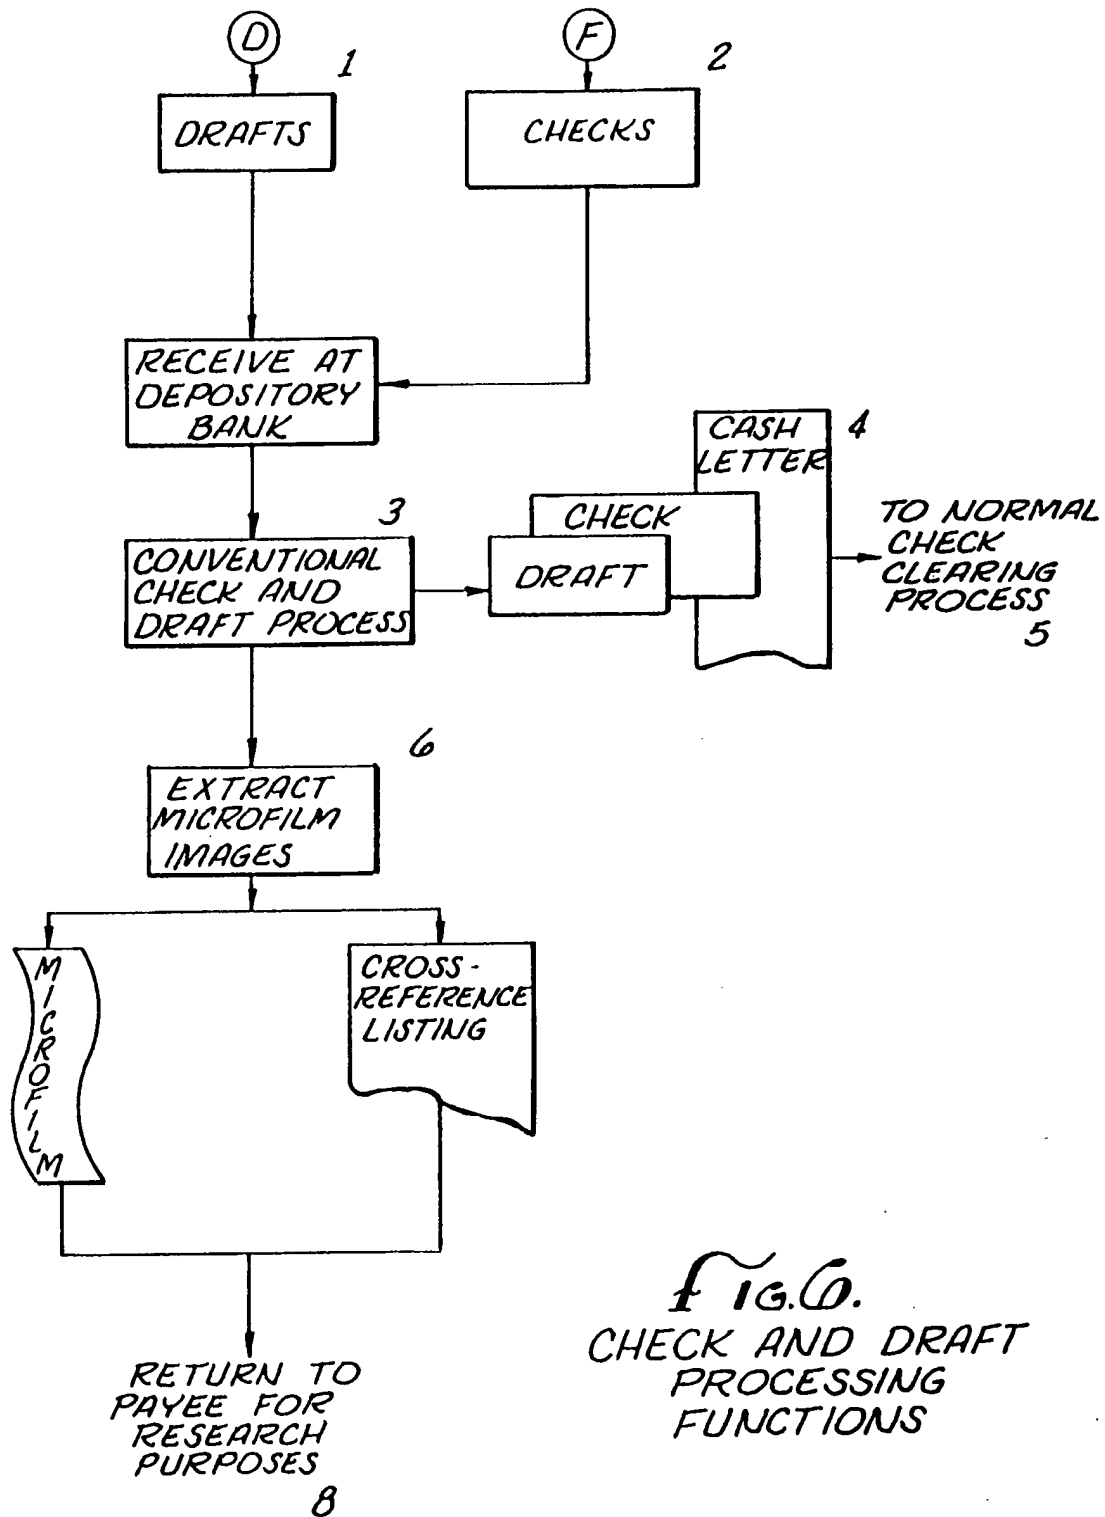 D
F
1
2
DRAFTS
CHECKS
RECEIVE AT
DEPOSITORY
BANK
3
CONVENTIONAL
CHECK AND
DRAFT PROCESS
CASH
LETTER
4
CHECK
DRAFT
TO NORMAL
CHECK
CLEARING
PROCESS
5
6
EXTRACT
MICROFILM
IMAGES
MICROFILM
CROSS-
REFERENCE
LISTING
RETURN TO
PAYEE FOR
RESEARCH
PURPOSES
8
FIG.6.
CHECK AND DRAFT
PROCESSING
FUNCTIONS